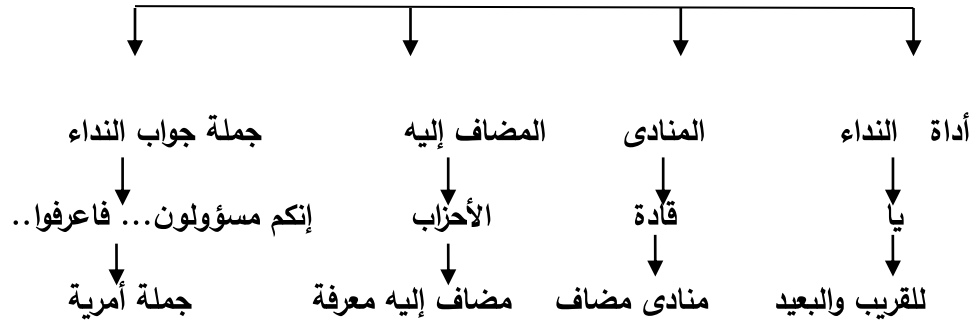 أداة النداء المنادى المضاف إليه جملة جواب النداء
يا قادة الأحزاب إنكم مسؤولون... فاعرفوا..
للقريب والبعيد منادى مضاف مضاف إليه معرفة جملة أمرية